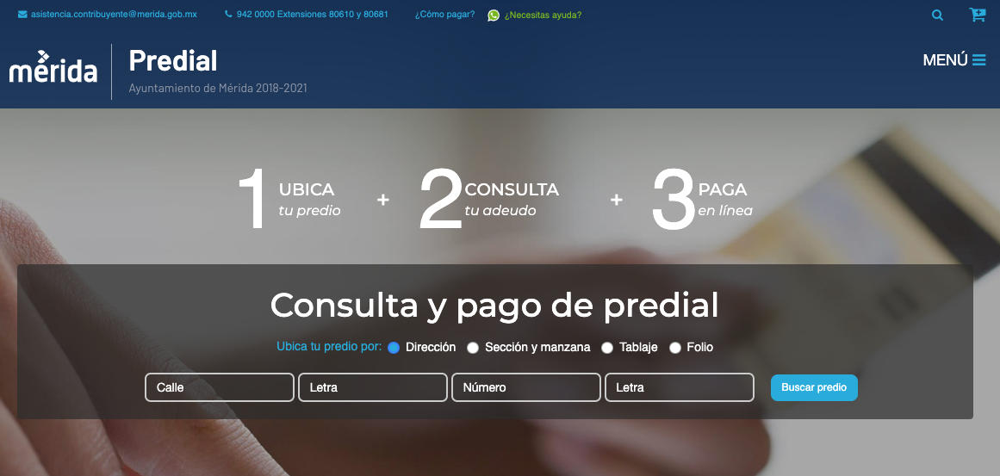 asistencia.contribuyente@merida.gob.mx 942 0000 Extensiones 80610 y 80681 ¿Cómo pagar? ¿Necesitas ayuda?
mérida
Predial
Ayuntamiento de Mérida 2018-2021
MENÚ
1 UBICA tu predio + 2 CONSULTA tu adeudo + 3 PAGA en línea
Consulta y pago de predial
Ubica tu predio por: Dirección Sección y manzana Tablaje Folio
Calle Letra Número Letra Buscar predio